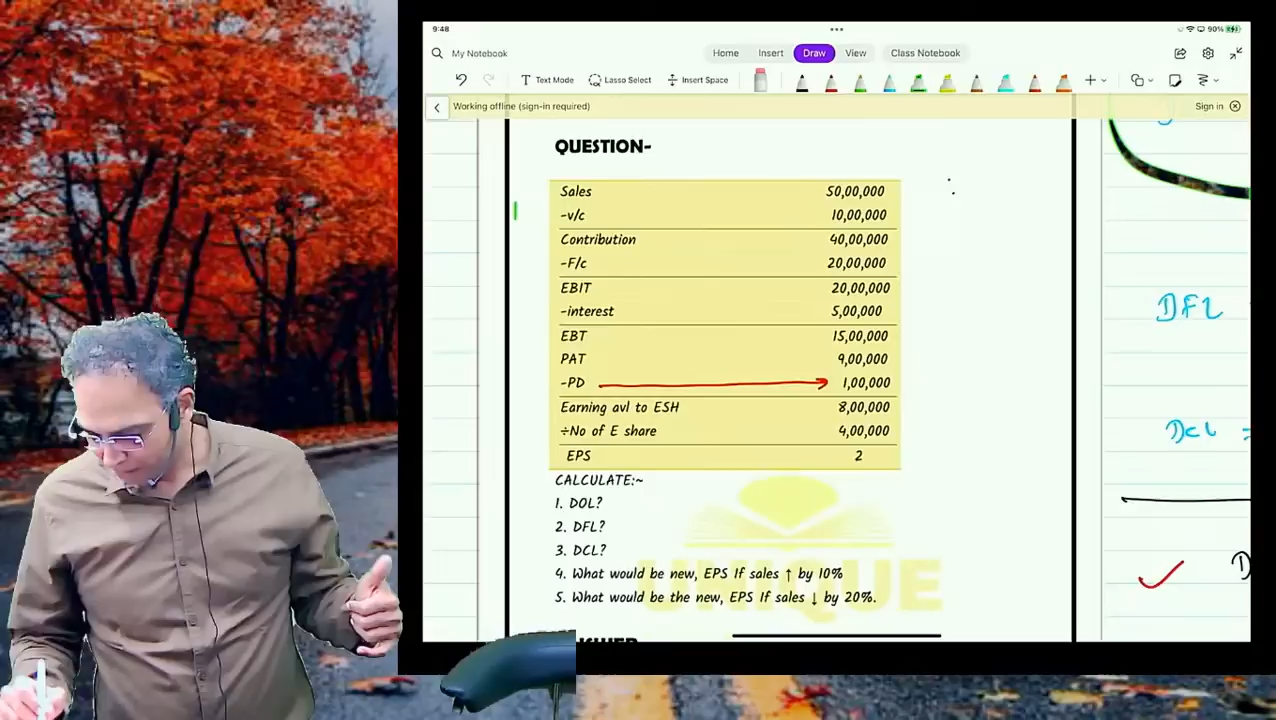 9:48
90%
My Notebook
Home Insert Draw View Class Notebook
Text Mode Lasso Select Insert Space
Working offline (sign-in required) Sign in
QUESTION-
Sales 50,00,000
-v/c 10,00,000
Contribution 40,00,000
-F/c 20,00,000
EBIT 20,00,000
-interest 5,00,000
EBT 15,00,000
PAT 9,00,000
-PD 1,00,000
Earning avl to ESH 8,00,000
÷No of E share 4,00,000
EPS 2
CALCULATE:~
1. DOL?
2. DFL?
3. DCL?
4. What would be new, EPS If sales ↑ by 10%
5. What would be the new, EPS If sales ↓ by 20%.
UNIQUE
DFL
DCL =
D